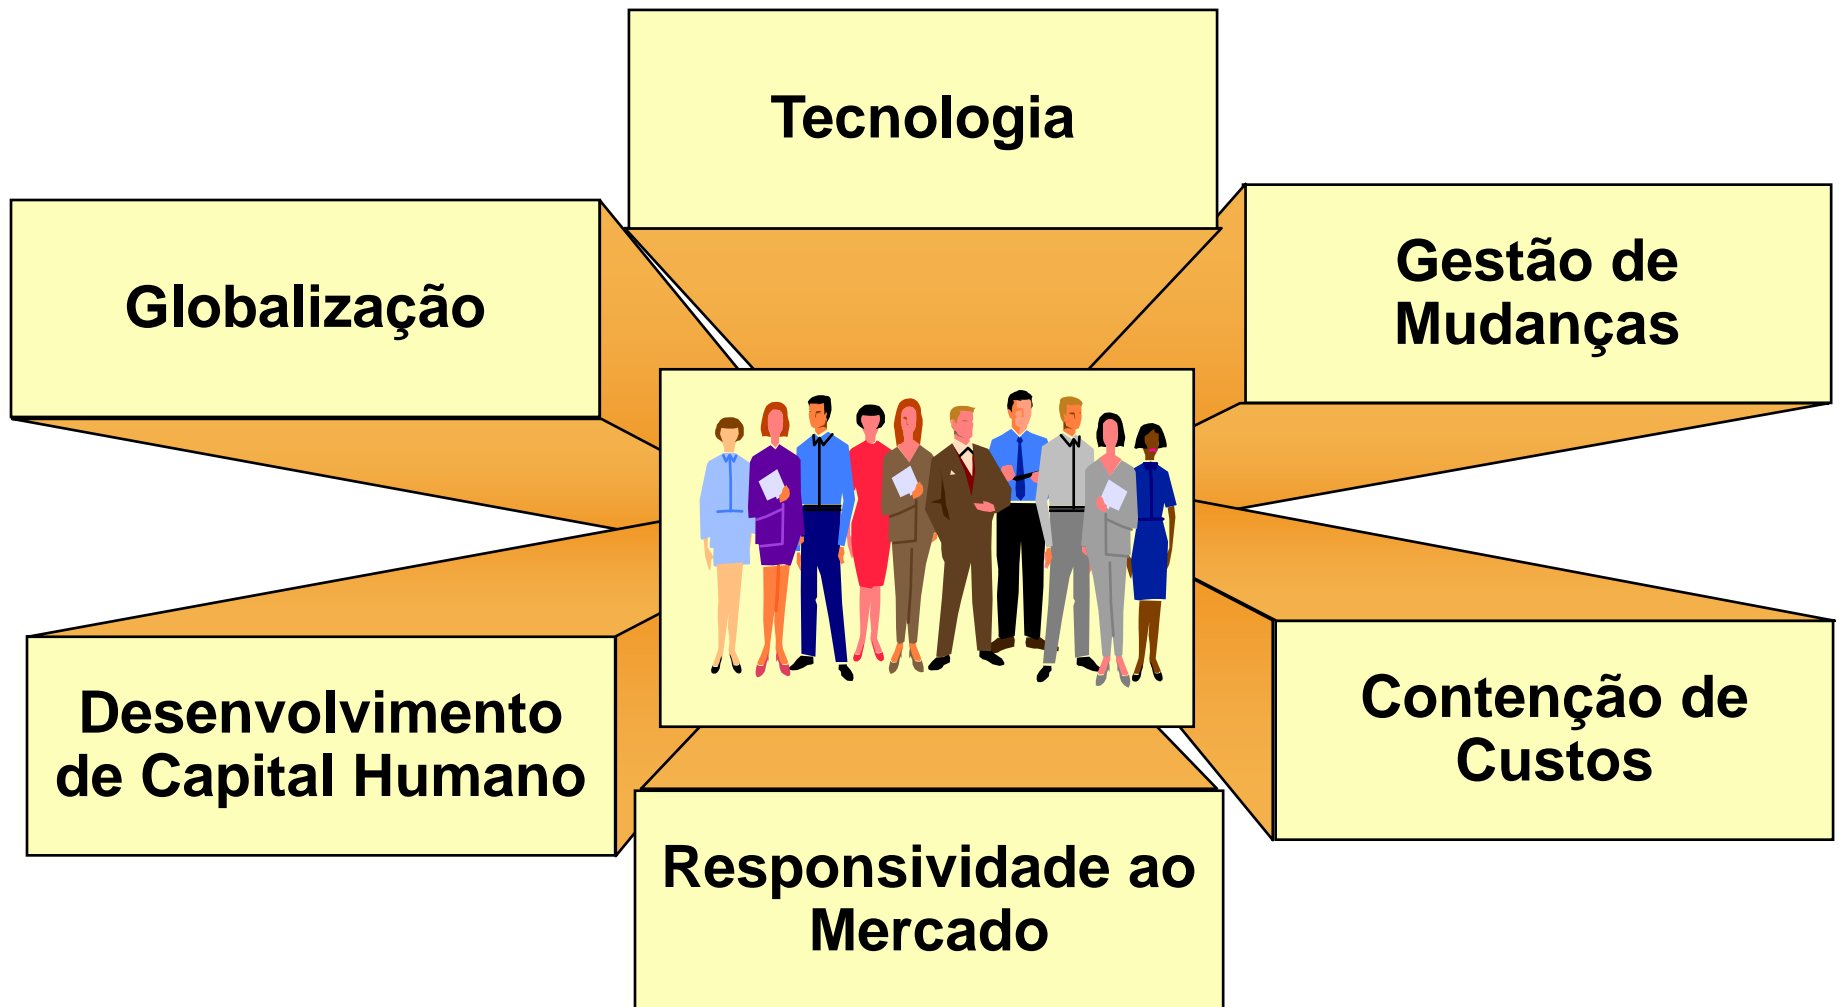 Tecnologia
Globalização
Gestão de
Mudanças
Desenvolvimento
de Capital Humano
Contenção de
Custos
Responsividade ao
Mercado